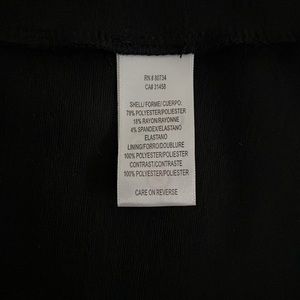 RN # 80734
CA# 31458
SHELL/ FORME/ CUERPO:
78% POLYESTER/POLIESTER
18% RAYON/RAYONNE
4% SPANDEX/ELASTANO
ELASTANO
LINING/FORRO/DOUBLURE
100% POLYESTER/POLIESTER
CONTRAST/CONTRASTE
100% POLYESTER/POLIESTER
CARE ON REVERSE